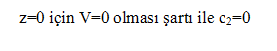 z=0 için V=0 olması şartı ile c₂=0